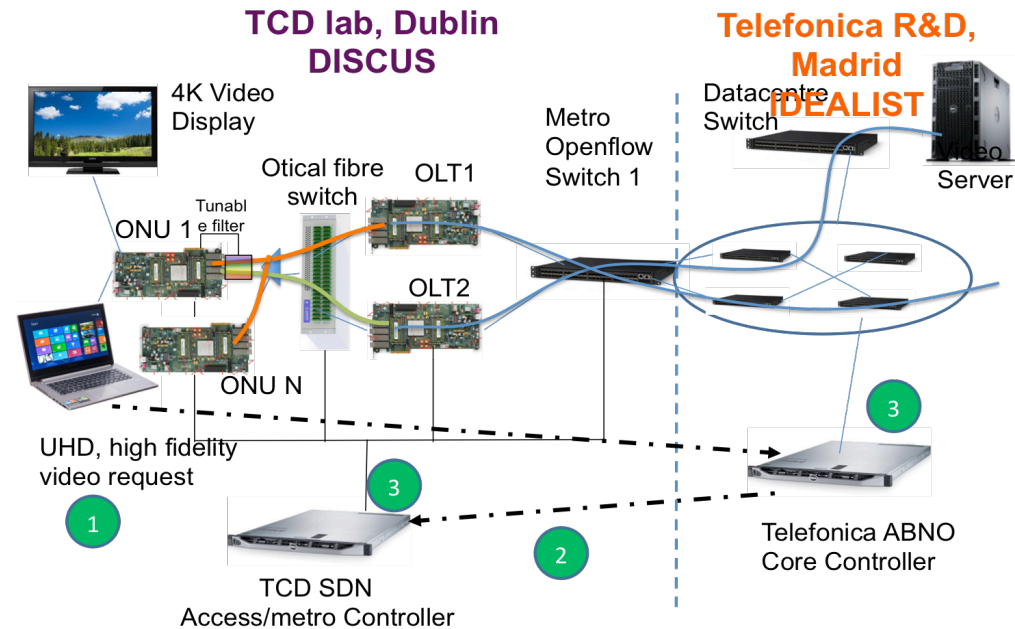 TCD lab, Dublin
DISCUS
Telefonica R&D,
Madrid
IDEALIST
4K Video
Display
Datacentre
Switch
Metro
Openflow
Switch 1
Otical fibre
switch
OLT1
Video
Server
Tunabl
e filter
ONU 1
OLT2
ONU N
3
UHD, high fidelity
video request
3
1
2
Telefonica ABNO
Core Controller
TCD SDN
Access/metro Controller